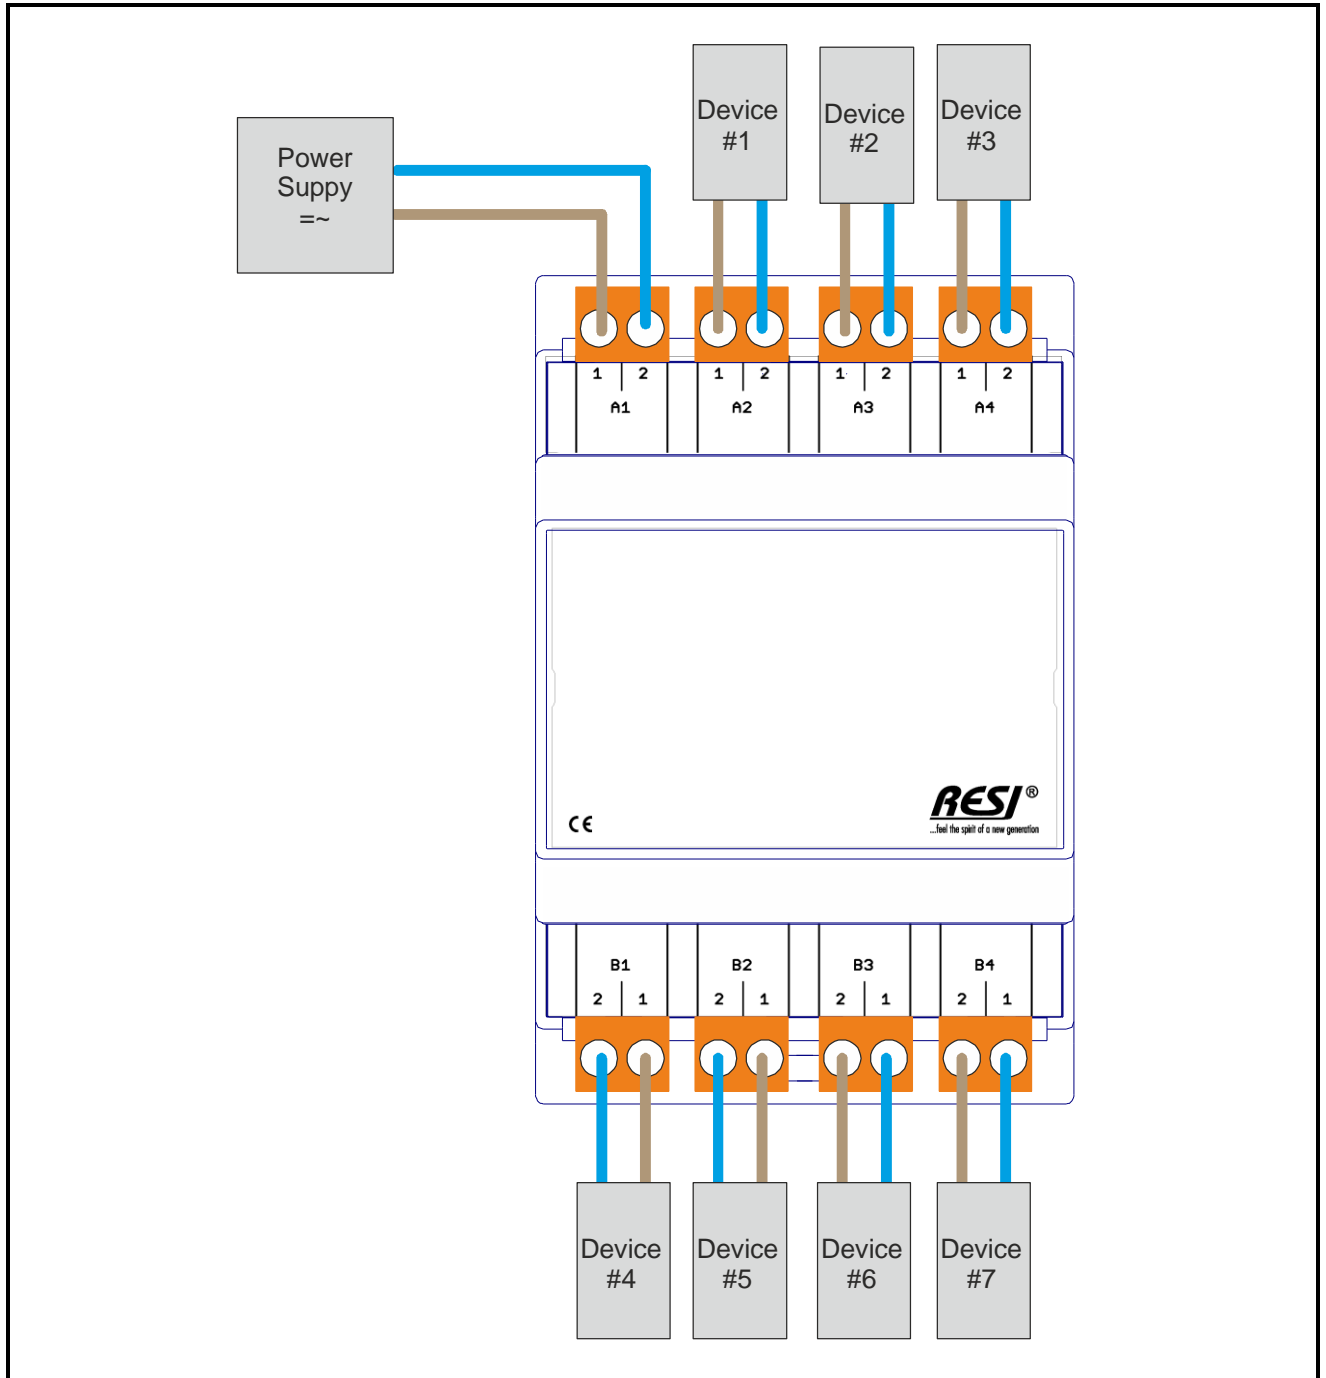 Device
#1
Device
#2
Device
#3
Power
Suppy
=~
1 2
A1
1 2
A2
1 2
A3
1 2
A4
RESI®
...feel the spirit of a new generation
CE
B1
2 1
B2
2 1
B3
2 1
B4
2 1
Device
#4
Device
#5
Device
#6
Device
#7